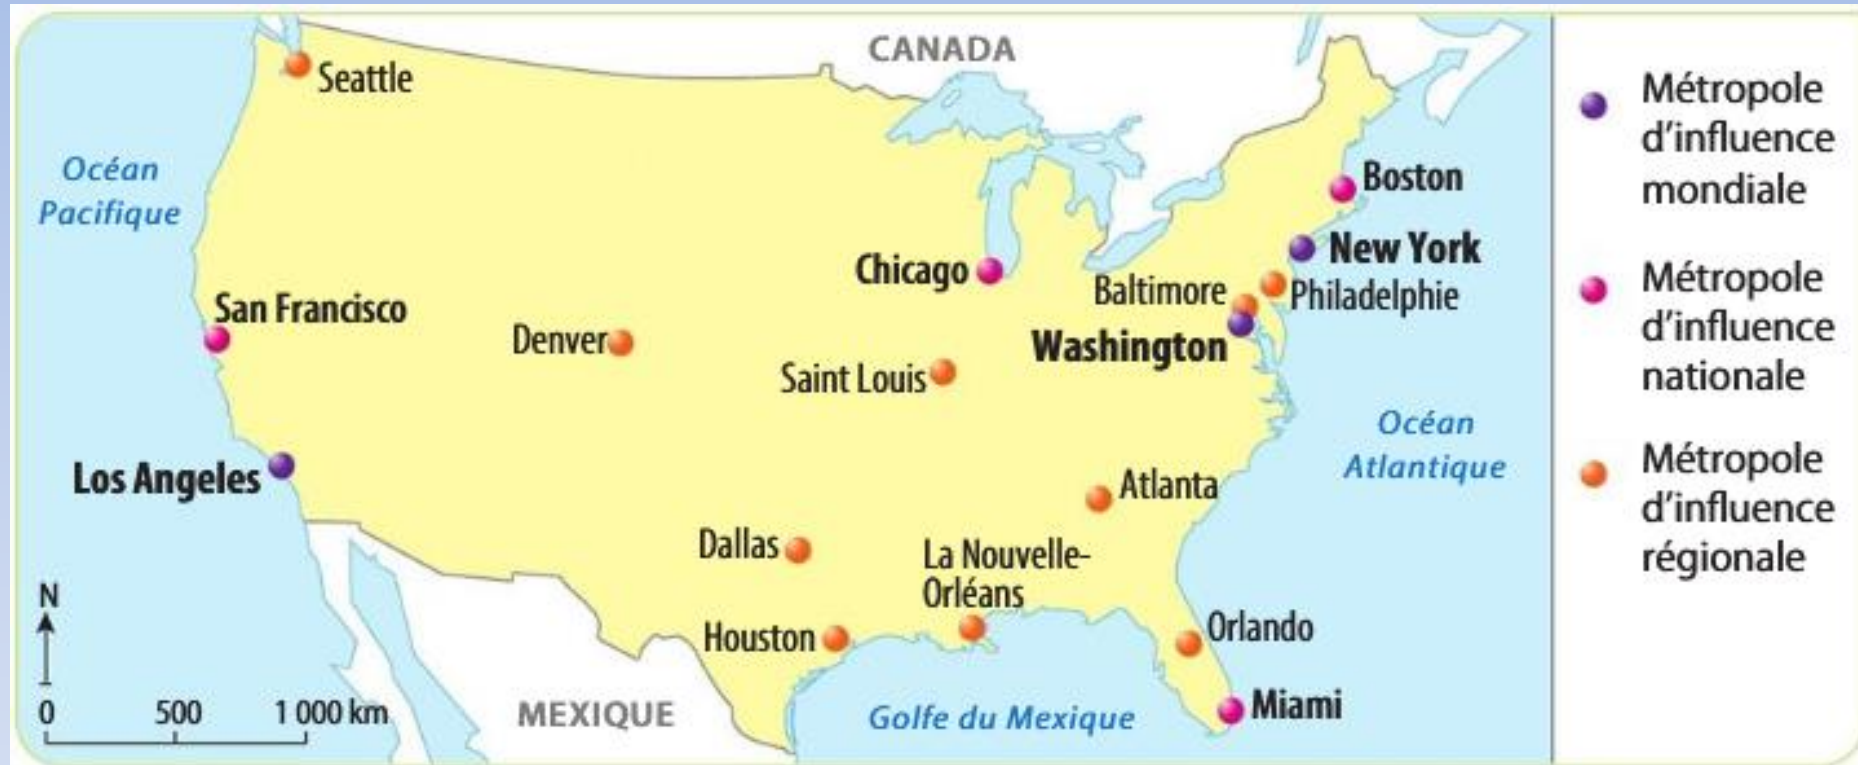 CANADA
Seattle
Océan
Pacifique
Boston
New York
Chicago
Baltimore
Philadelphie
San Francisco
Denver
Washington
Saint Louis
Océan
Atlantique
Los Angeles
Atlanta
Dallas
La Nouvelle-
Orléans
Houston
Orlando
Miami
MEXIQUE
Golfe du Mexique
N
0 500 1 000 km
Métropole
d'influence
mondiale
Métropole
d'influence
nationale
Métropole
d'influence
régionale